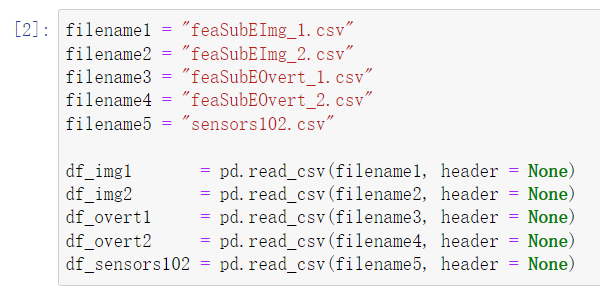 [2]: filename1 = "feaSubEImg_1.csv"
filename2 = "feaSubEImg_2.csv"
filename3 = "feaSubEOvert_1.csv"
filename4 = "feaSubEOvert_2.csv"
filename5 = "sensors102.csv"

df_img1       = pd.read_csv(filename1, header = None)
df_img2       = pd.read_csv(filename2, header = None)
df_overt1     = pd.read_csv(filename3, header = None)
df_overt2     = pd.read_csv(filename4, header = None)
df_sensors102 = pd.read_csv(filename5, header = None)